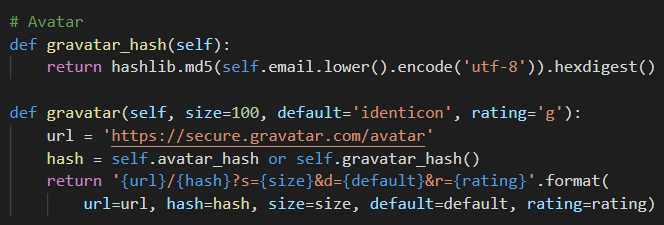 # Avatar
def gravatar_hash(self):
    return hashlib.md5(self.email.lower().encode('utf-8')).hexdigest()

def gravatar(self, size=100, default='identicon', rating='g'):
    url = 'https://secure.gravatar.com/avatar'
    hash = self.avatar_hash or self.gravatar_hash()
    return '{url}/{hash}?s={size}&d={default}&r={rating}'.format(
        url=url, hash=hash, size=size, default=default, rating=rating)